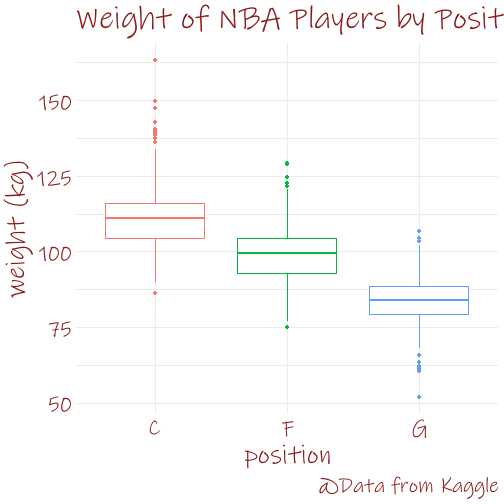 Weight of NBA Players by Posit
weight (kg)
150
125
100
75
50
C F G
position
@Data from Kaggle